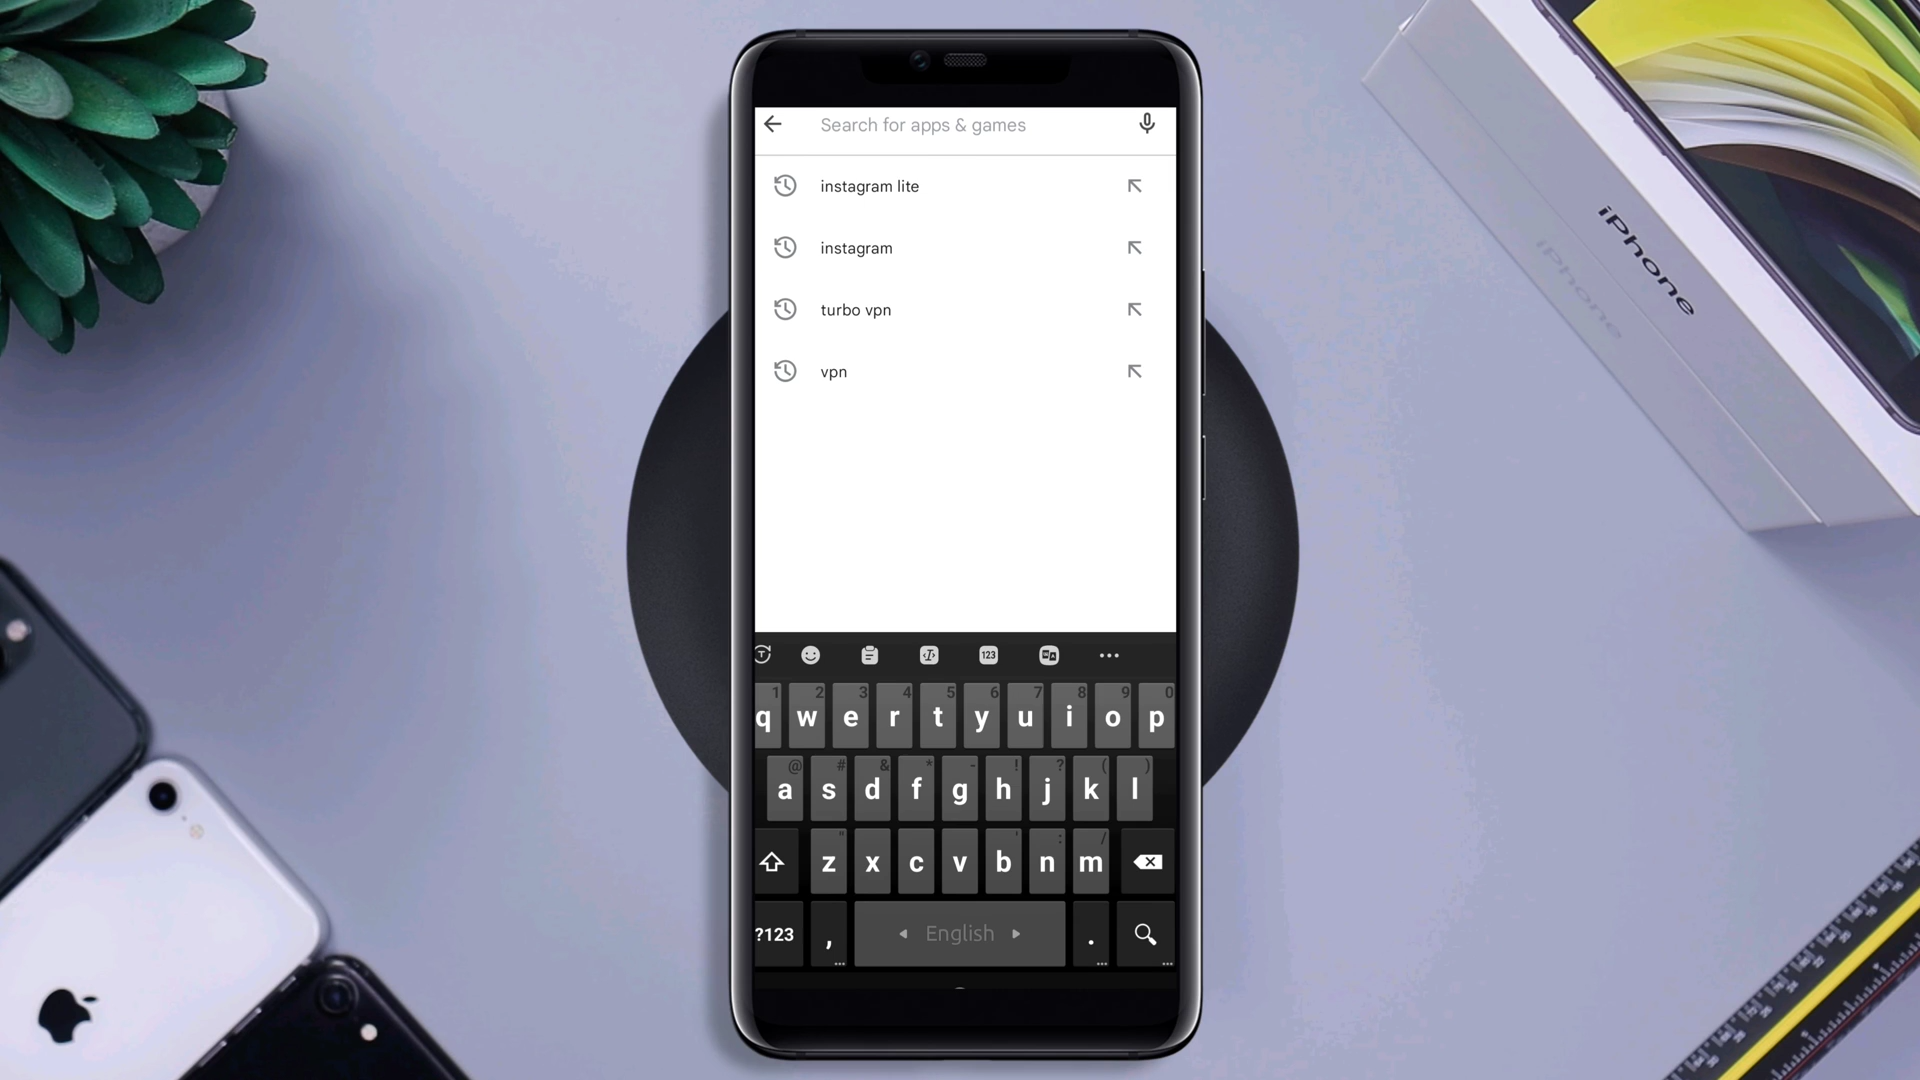 Search for apps & games
instagram lite
instagram
turbo vpn
vpn
123
1 2 3 4 5 6 7 8 9 0
q w e r t y u i o p
@ # & * - ! ? ( )
a s d f g h j k l
" ' : /
z x c v b n m
?123 , English .
iPhone
iPhone